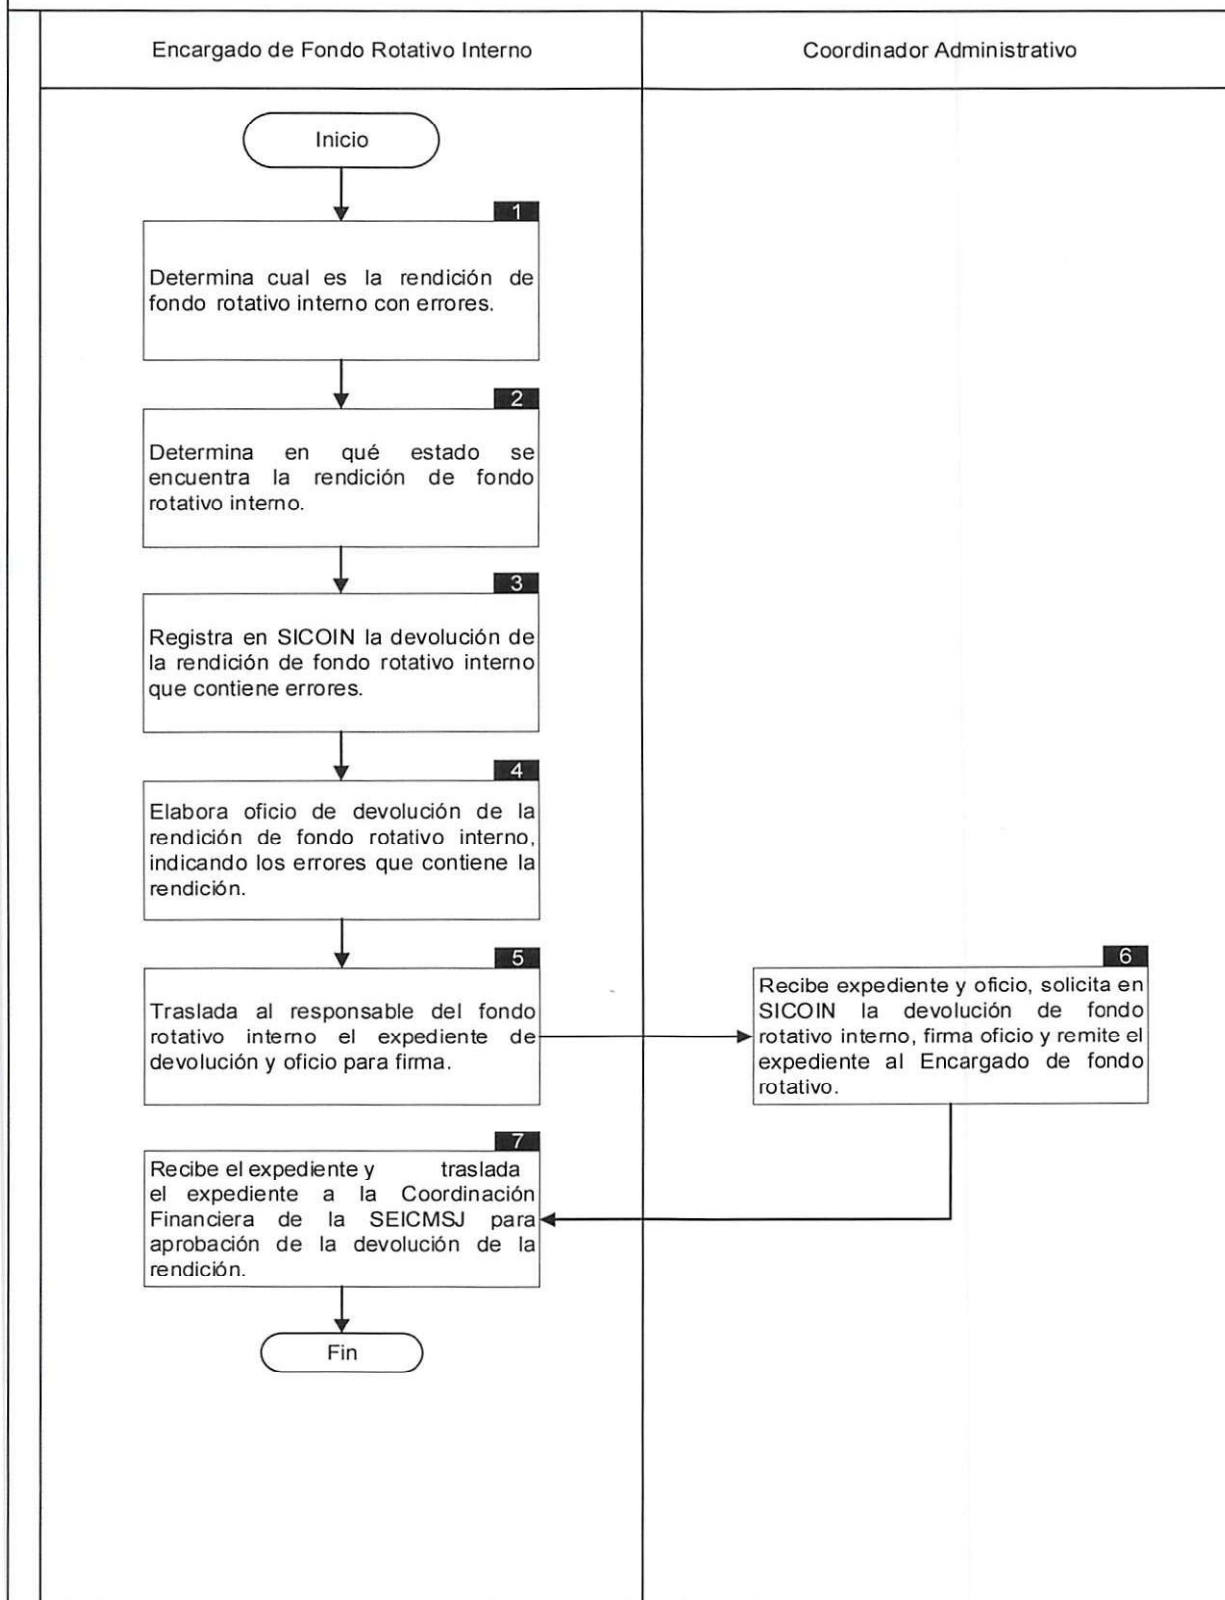 Encargado de Fondo Rotativo Interno
Coordinador Administrativo
Inicio
1
Determina cual es la rendición de
fondo rotativo interno con errores.
2
Determina en qué estado se
encuentra la rendición de fondo
rotativo interno.
3
Registra en SICOIN la devolución de
la rendición de fondo rotativo interno
que contiene errores.
4
Elabora oficio de devolución de la
rendición de fondo rotativo interno,
indicando los errores que contiene la
rendición.
5
Traslada al responsable del fondo
rotativo interno el expediente de
devolución y oficio para firma.
6
Recibe expediente y oficio, solicita en
SICOIN la devolución de fondo
rotativo interno, firma oficio y remite el
expediente al Encargado de fondo
rotativo.
7
Recibe el expediente y traslada
el expediente a la Coordinación
Financiera de la SEICMSJ para
aprobación de la devolución de la
rendición.
Fin